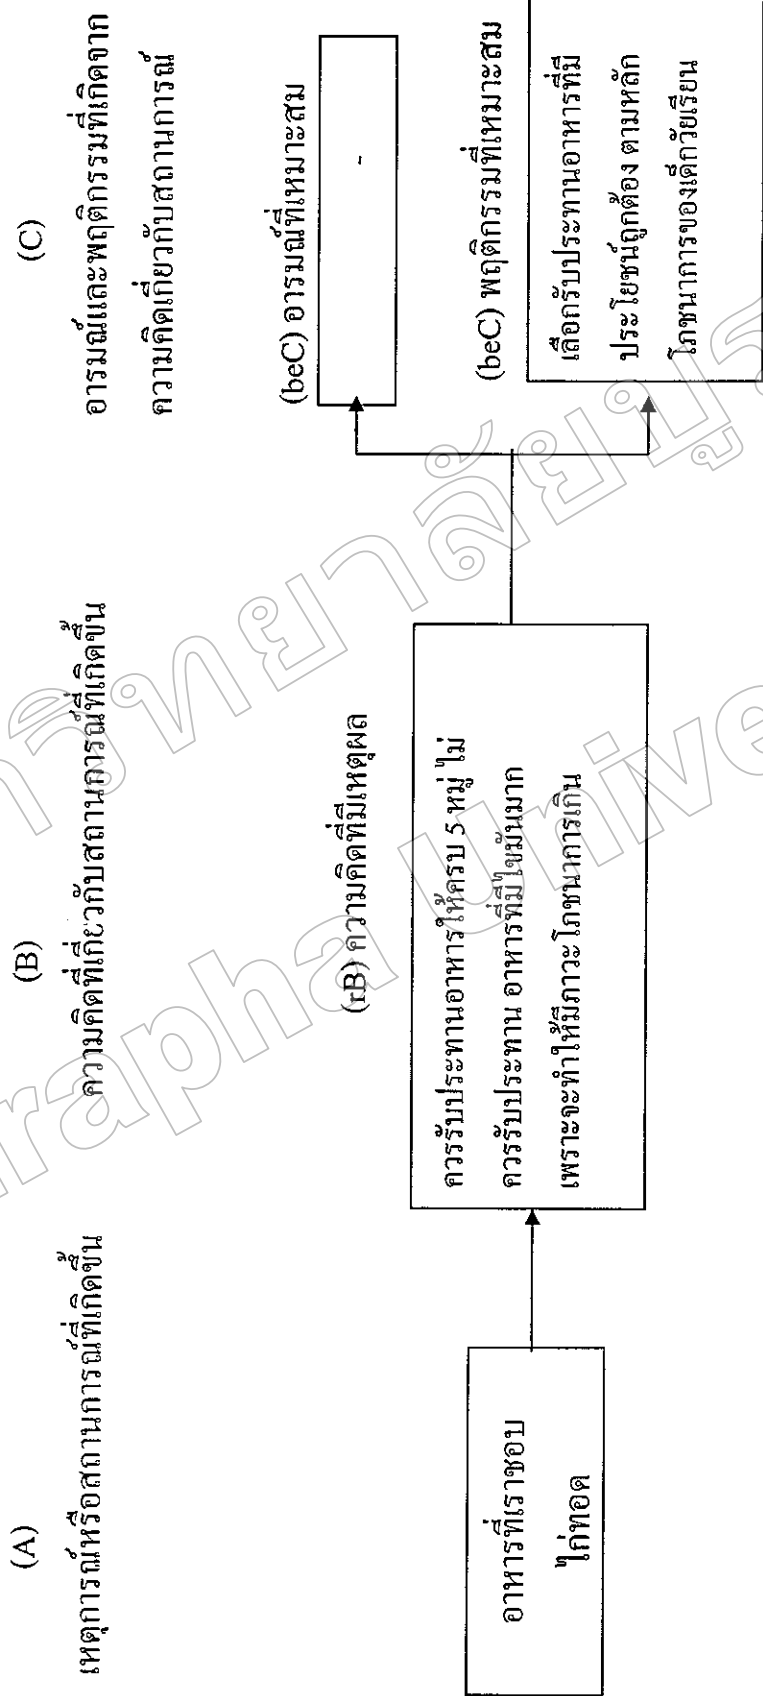 (A)
เหตุการณ์หรือสถานการณ์ที่เกิดขึ้น
อาหารที่เราชอบ
ไก่ทอด
(B)
ความคิดที่เกี่ยวกับสถานการณ์ที่เกิดขึ้น
(rB) ความคิดที่มีเหตุผล
ควรรับประทานอาหารให้ครบ 5 หมู่ ไม่
ควรรับประทาน อาหารที่มีไขมันมาก
เพราะจะทำให้มีภาวะโภชนาการเกิน
(C)
อารมณ์และพฤติกรรมที่เกิดจาก
ความคิดเกี่ยวกับสถานการณ์
(beC) อารมณ์ที่เหมาะสม
-
(beC) พฤติกรรมที่เหมาะสม
เลือกรับประทานอาหารที่มี
ประโยชน์ถูกต้อง ตามหลัก
โภชนาการของเด็กวัยเรียน